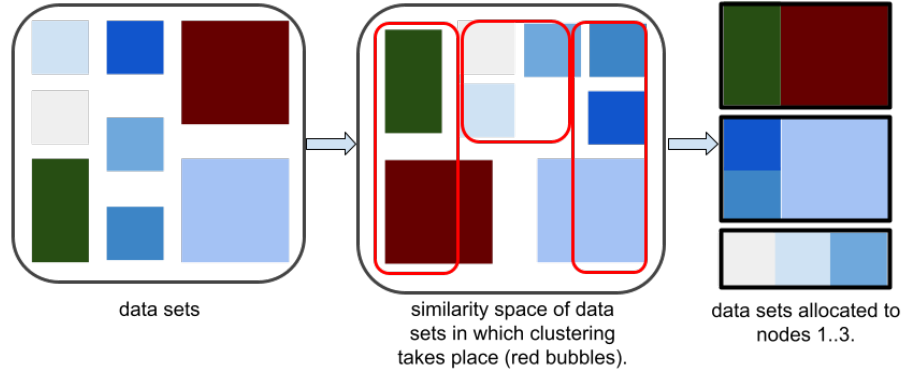 data sets
similarity space of data
sets in which clustering
takes place (red bubbles).
data sets allocated to
nodes 1..3.